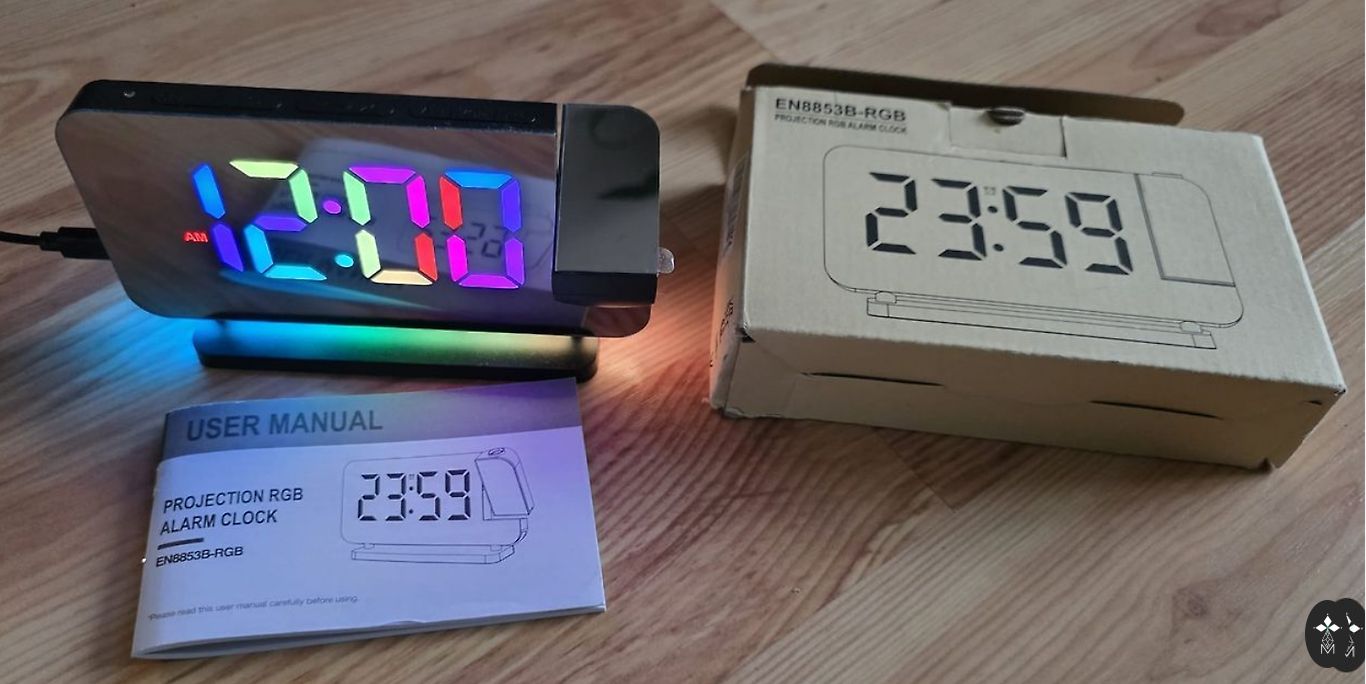 12:00
AM
EN8853B-RGB
PROJECTION RGB ALARM CLOCK
23:59
USER MANUAL
PROJECTION RGB
ALARM CLOCK
EN8853B-RGB
23:59
*Please read this user manual carefully before using.